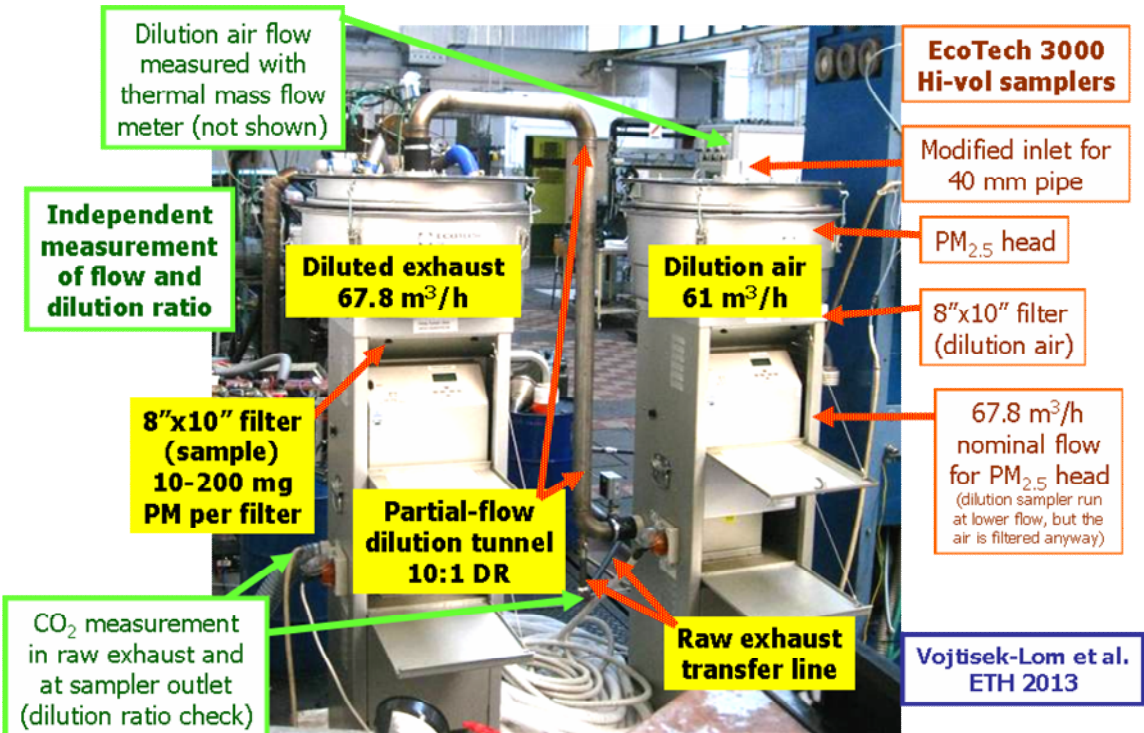 Dilution air flow
measured with
thermal mass flow
meter (not shown)
EcoTech 3000
Hi-vol samplers
Modified inlet for
40 mm pipe
Independent
measurement
of flow and
dilution ratio
PM2.5 head
Diluted exhaust
67.8 m³/h
Dilution air
61 m³/h
8"x10" filter
(dilution air)
8"x10" filter
(sample)
10-200 mg
PM per filter
67.8 m³/h
nominal flow
for PM2.5 head
(dilution sampler run
at lower flow, but the
air is filtered anyway)
Partial-flow
dilution tunnel
10:1 DR
CO2 measurement
in raw exhaust and
at sampler outlet
(dilution ratio check)
Raw exhaust
transfer line
Vojtisek-Lom et al.
ETH 2013